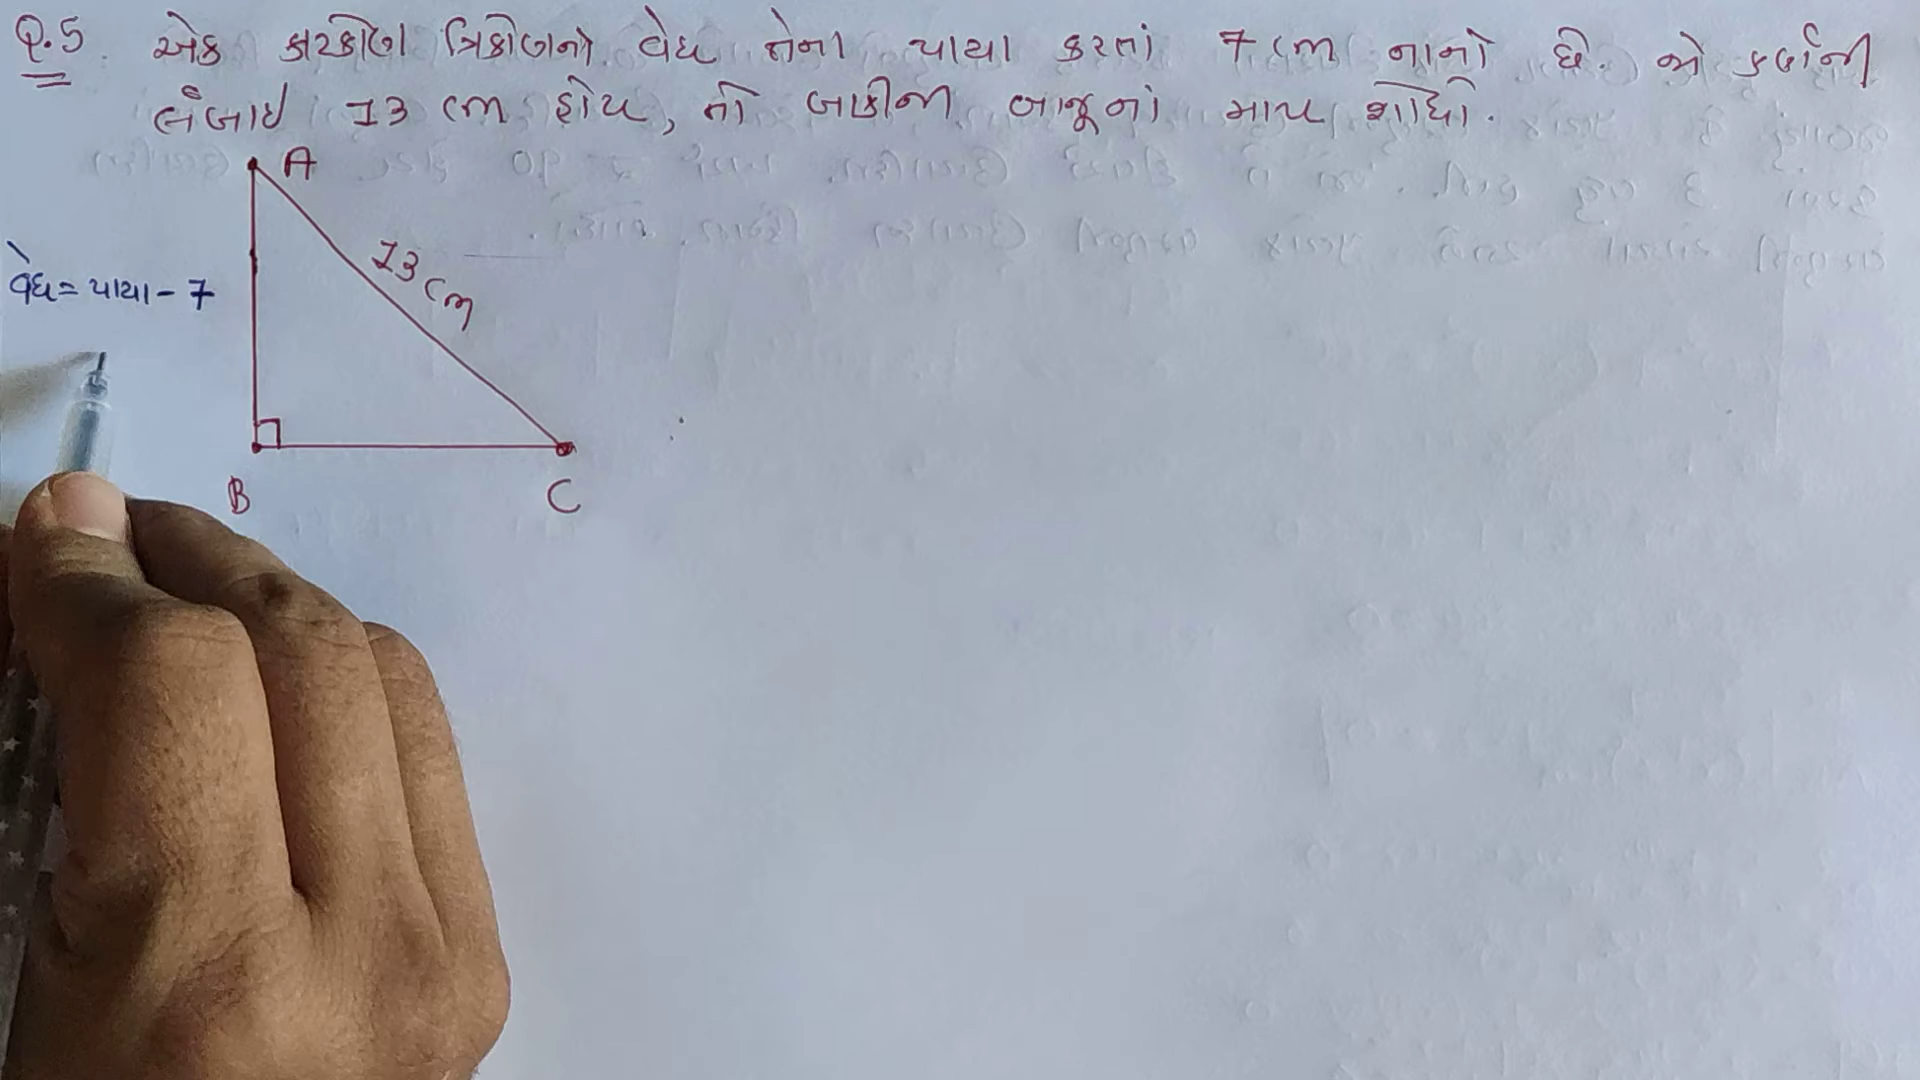 Q.5 એક કાટકોણ ત્રિકોણનો વેધ તેના પાયા કરતાં 7 cm નાનો છે. જો કર્ણની
લંબાઇ 13 cm હોય, તો બાકીની બાજૂનાં માપ શોધો.
A
13 cm
વેધ = પાયા - 7
B
C